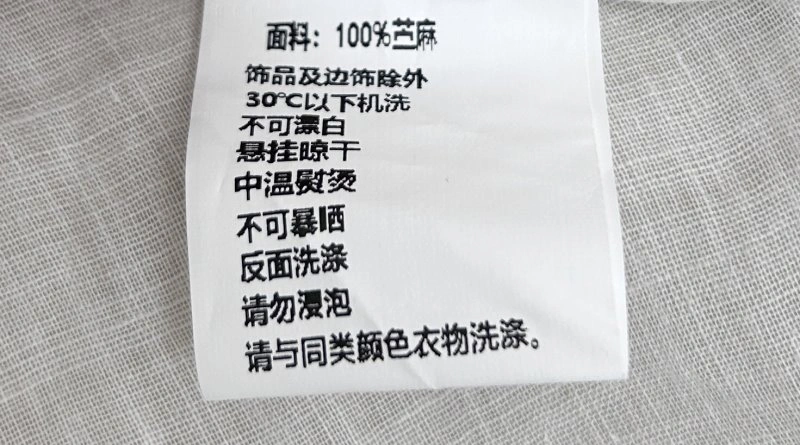 面料：100%苎麻
饰品及边饰除外
30℃以下机洗
不可漂白
悬挂晾干
中温熨烫
不可暴晒
反面洗涤
请勿浸泡
请与同类颜色衣物洗涤。